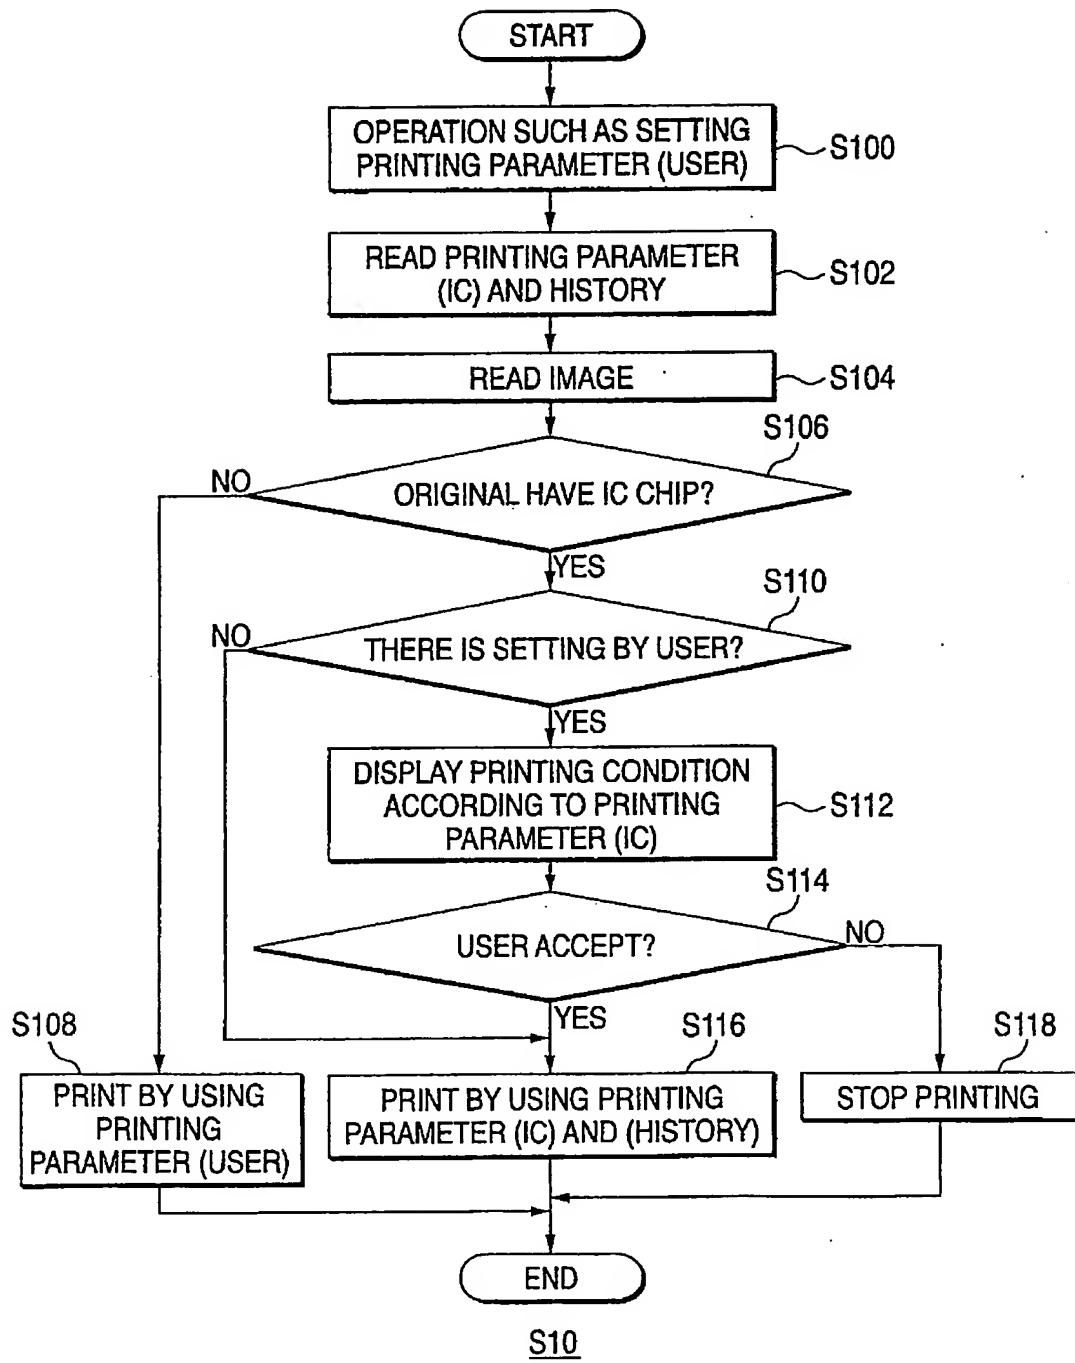 START
OPERATION SUCH AS SETTING
PRINTING PARAMETER (USER)
S100
READ PRINTING PARAMETER
(IC) AND HISTORY
S102
READ IMAGE
S104
S106
NO
ORIGINAL HAVE IC CHIP?
YES
S110
NO
THERE IS SETTING BY USER?
YES
DISPLAY PRINTING CONDITION
ACCORDING TO PRINTING
PARAMETER (IC)
S112
S114
USER ACCEPT?
NO
YES
S108
PRINT BY USING
PRINTING
PARAMETER (USER)
S116
PRINT BY USING PRINTING
PARAMETER (IC) AND (HISTORY)
S118
STOP PRINTING
END
S10